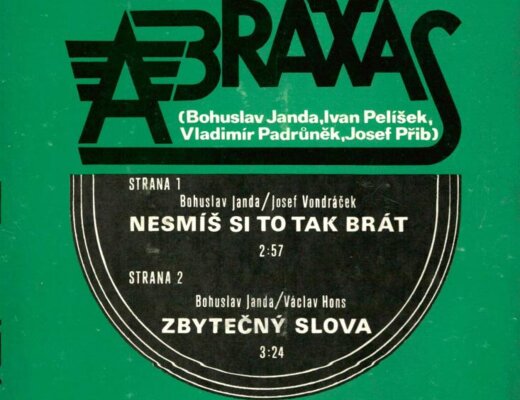 ABRAXAS
(Bohuslav Janda,Ivan Pelíšek,
Vladimír Padrůněk,Josef Přib)
STRANA 1
Bohuslav Janda/Josef Vondráček
NESMÍŠ SI TO TAK BRÁT
2:57
STRANA 2
Bohuslav Janda/Václav Hons
ZBYTEČNÝ SLOVA
3:24